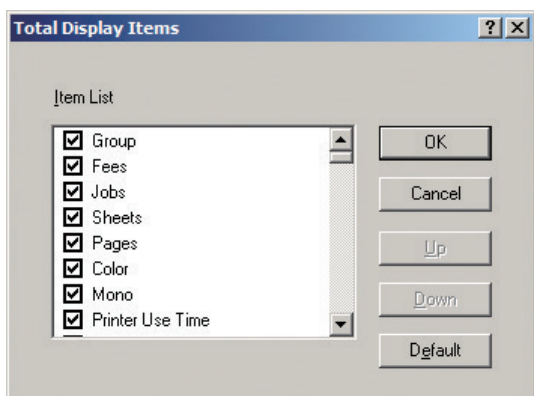 Total Display Items
Item List
Group
Fees
Jobs
Sheets
Pages
Color
Mono
Printer Use Time
OK
Cancel
Up
Down
Default